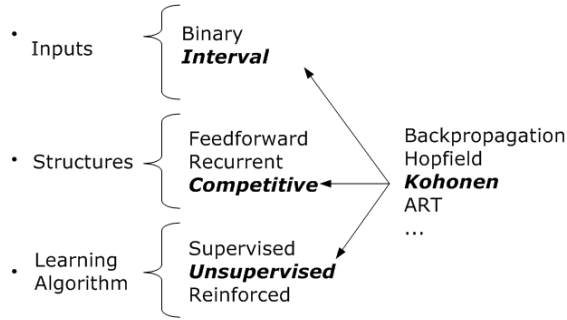 • Inputs
Binary
Interval
• Structures
Feedforward
Recurrent
Competitive
• Learning
Algorithm
Supervised
Unsupervised
Reinforced
Backpropagation
Hopfield
Kohonen
ART
...